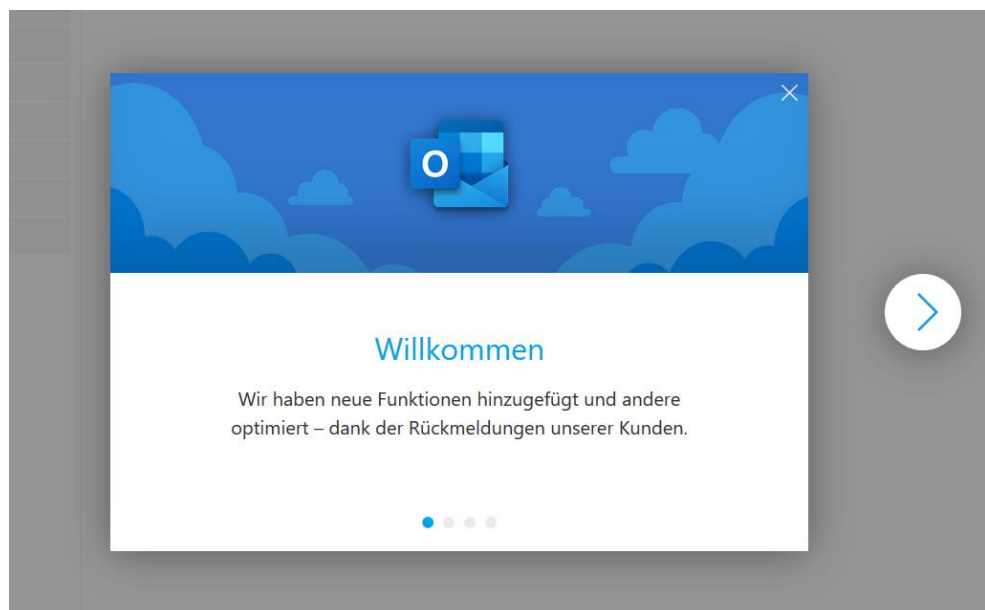 O
Willkommen
Wir haben neue Funktionen hinzugefügt und andere
optimiert – dank der Rückmeldungen unserer Kunden.